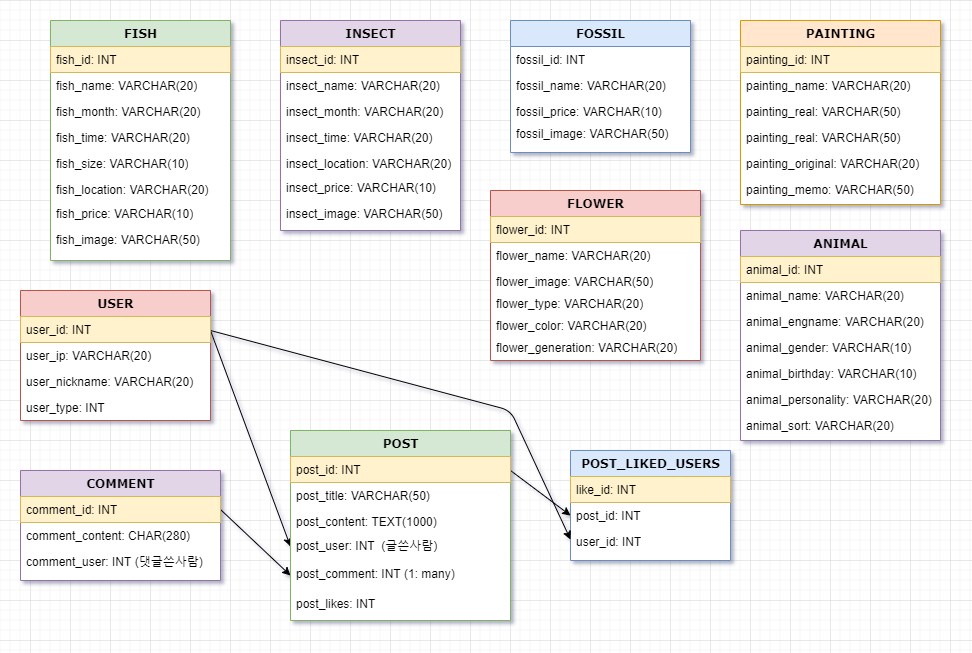 FISH
fish_id: INT
fish_name: VARCHAR(20)
fish_month: VARCHAR(20)
fish_time: VARCHAR(20)
fish_size: VARCHAR(10)
fish_location: VARCHAR(20)
fish_price: VARCHAR(10)
fish_image: VARCHAR(50)
INSECT
insect_id: INT
insect_name: VARCHAR(20)
insect_month: VARCHAR(20)
insect_time: VARCHAR(20)
insect_location: VARCHAR(20)
insect_price: VARCHAR(10)
insect_image: VARCHAR(50)
FOSSIL
fossil_id: INT
fossil_name: VARCHAR(20)
fossil_price: VARCHAR(10)
fossil_image: VARCHAR(50)
PAINTING
painting_id: INT
painting_name: VARCHAR(20)
painting_real: VARCHAR(50)
painting_real: VARCHAR(50)
painting_original: VARCHAR(20)
painting_memo: VARCHAR(50)
FLOWER
flower_id: INT
flower_name: VARCHAR(20)
flower_image: VARCHAR(50)
flower_type: VARCHAR(20)
flower_color: VARCHAR(20)
flower_generation: VARCHAR(20)
ANIMAL
animal_id: INT
animal_name: VARCHAR(20)
animal_engname: VARCHAR(20)
animal_gender: VARCHAR(10)
animal_birthday: VARCHAR(10)
animal_personality: VARCHAR(20)
animal_sort: VARCHAR(20)
USER
user_id: INT
user_ip: VARCHAR(20)
user_nickname: VARCHAR(20)
user_type: INT
COMMENT
comment_id: INT
comment_content: CHAR(280)
comment_user: INT (댓글쓴사람)
POST
post_id: INT
post_title: VARCHAR(50)
post_content: TEXT(1000)
post_user: INT (글쓴사람)
post_comment: INT (1: many)
post_likes: INT
POST_LIKED_USERS
like_id: INT
post_id: INT
user_id: INT